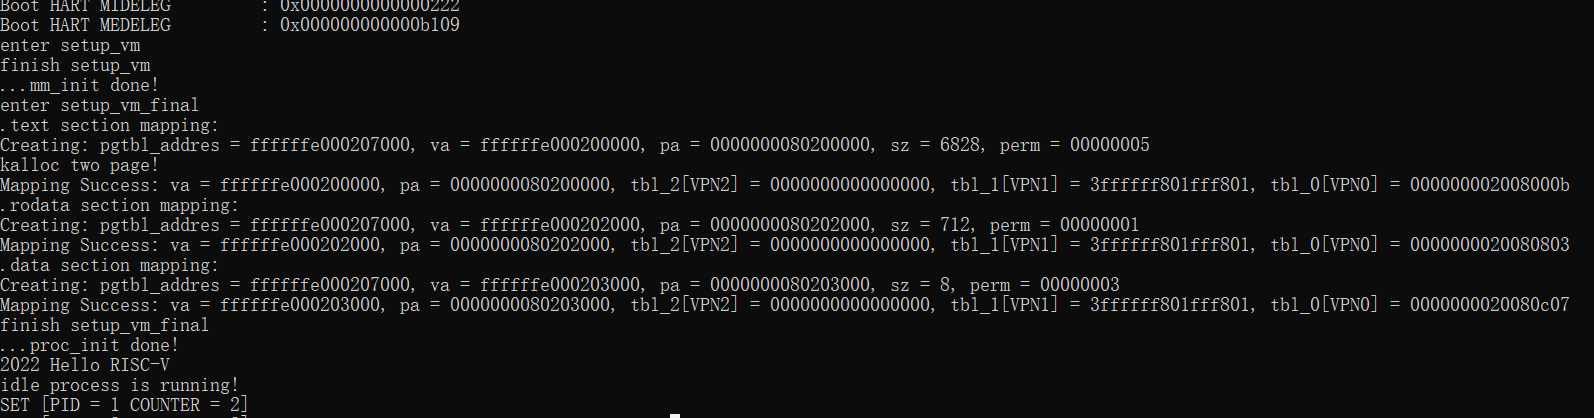 Boot HART MIDELEG : 0x0000000000000222
Boot HART MEDELEG : 0x000000000000b109
enter setup_vm
finish setup_vm
...mm_init done!
enter setup_vm_final
.text section mapping:
Creating: pgtbl_addres = ffffffe000207000, va = ffffffe000200000, pa = 0000000080200000, sz = 6828, perm = 00000005
kalloc two page!
Mapping Success: va = ffffffe000200000, pa = 0000000080200000, tbl_2[VPN2] = 0000000000000000, tbl_1[VPN1] = 3ffffff801fff801, tbl_0[VPN0] = 000000002008000b
.rodata section mapping:
Creating: pgtbl_addres = ffffffe000207000, va = ffffffe000202000, pa = 0000000080202000, sz = 712, perm = 00000001
Mapping Success: va = ffffffe000202000, pa = 0000000080202000, tbl_2[VPN2] = 0000000000000000, tbl_1[VPN1] = 3ffffff801fff801, tbl_0[VPN0] = 0000000020080803
.data section mapping:
Creating: pgtbl_addres = ffffffe000207000, va = ffffffe000203000, pa = 0000000080203000, sz = 8, perm = 00000003
Mapping Success: va = ffffffe000203000, pa = 0000000080203000, tbl_2[VPN2] = 0000000000000000, tbl_1[VPN1] = 3ffffff801fff801, tbl_0[VPN0] = 0000000020080c07
finish setup_vm_final
...proc_init done!
2022 Hello RISC-V
idle process is running!
SET [PID = 1 COUNTER = 2]